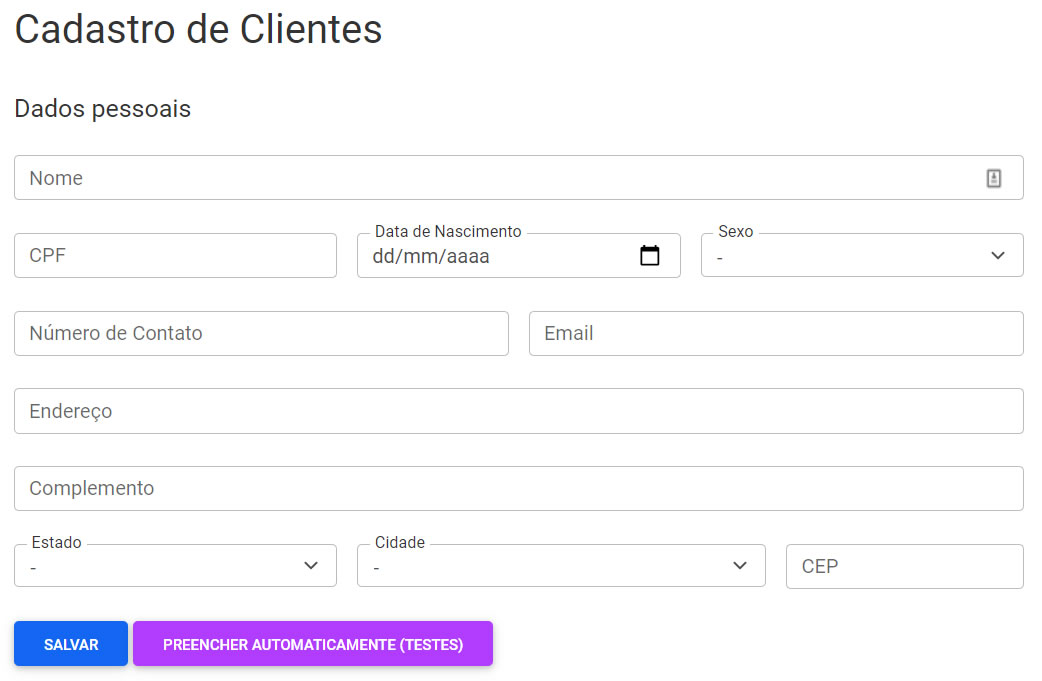 Cadastro de Clientes
Dados pessoais
Nome
CPF
Data de Nascimento
dd/mm/aaaa
Sexo
-
Número de Contato
Email
Endereço
Complemento
Estado
-
Cidade
-
CEP
SALVAR
PREENCHER AUTOMATICAMENTE (TESTES)